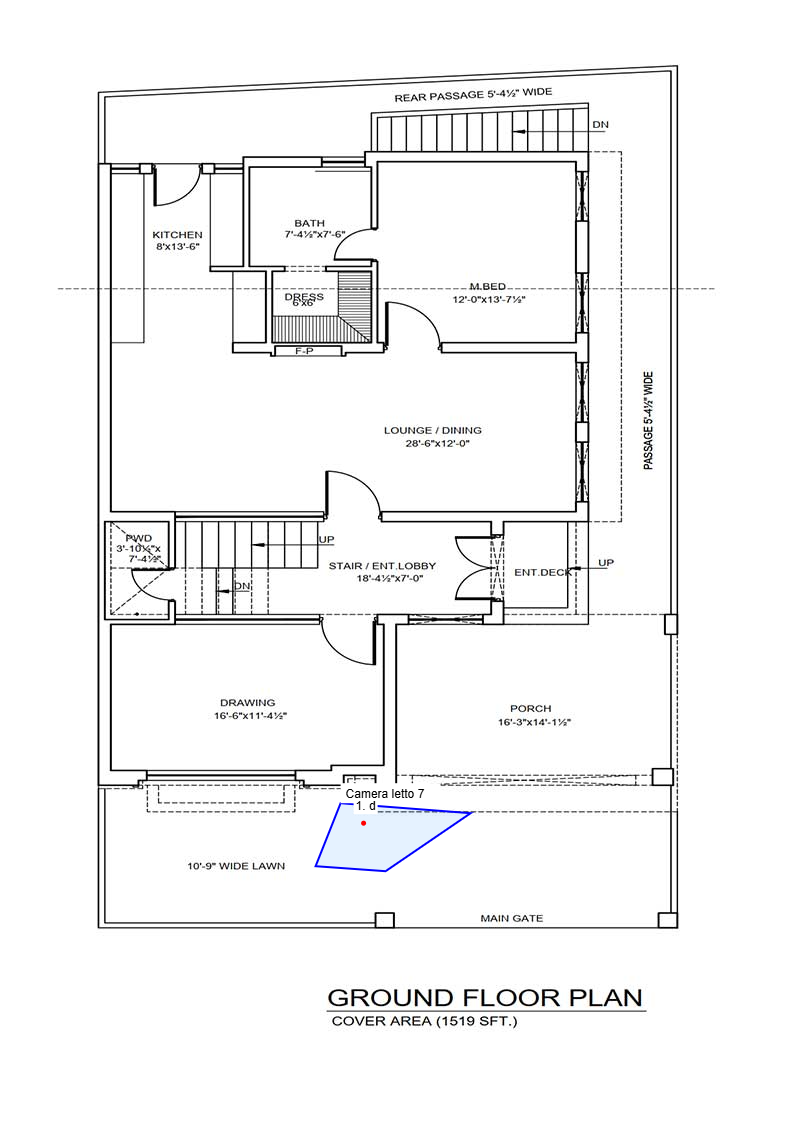 REAR PASSAGE 5'-4½" WIDE
DN
BATH
7'-4½"x7'-6"
KITCHEN
8'x13'-6"
M.BED
12'-0"x13'-7½"
DRESS
6'x6'
F-P
PASSAGE 5'-4½" WIDE
LOUNGE / DINING
28'-6"x12'-0"
PWD
3'-10½"x
7'-4½"
UP
STAIR / ENT.LOBBY
18'-4½"x7'-0"
DN
ENT.DECK
UP
DRAWING
16'-6"x11'-4½"
PORCH
16'-3"x14'-1½"
Camera letto 7
1. d
10'-9" WIDE LAWN
MAIN GATE
GROUND FLOOR PLAN
COVER AREA (1519 SFT.)